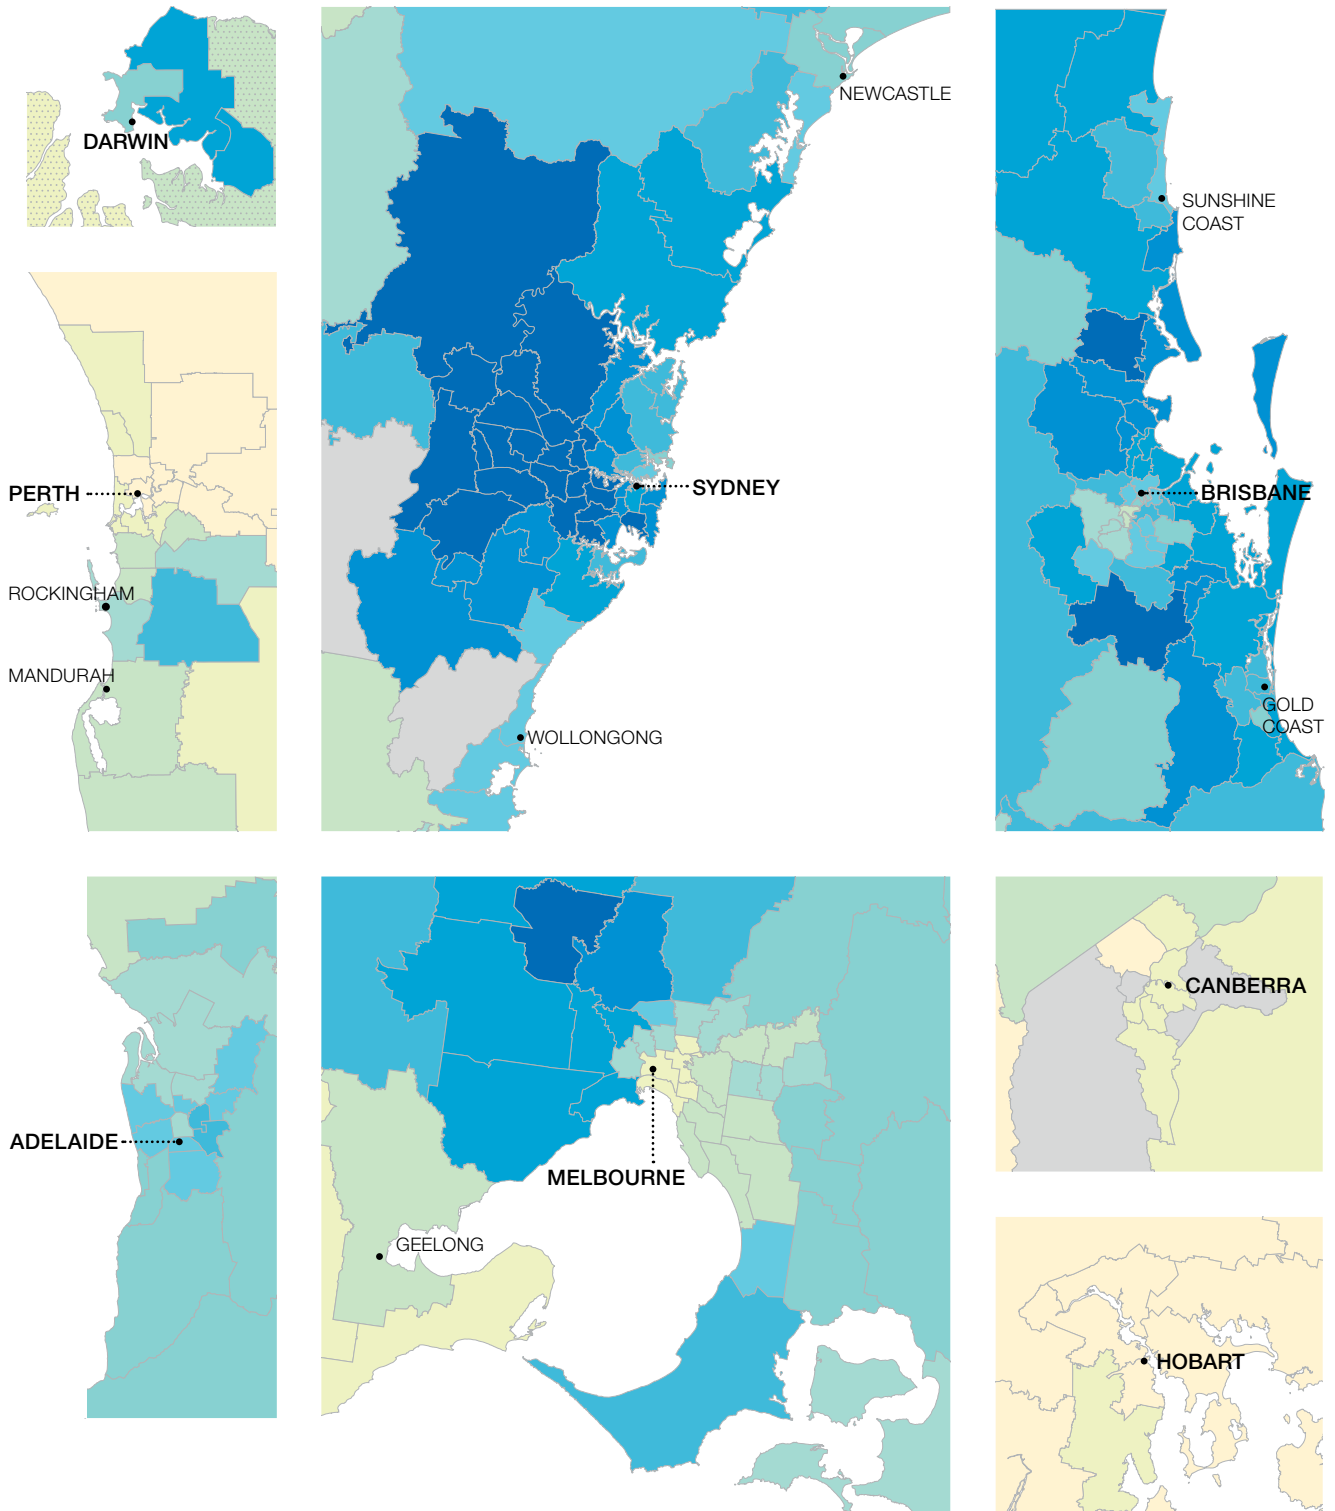 DARWIN
NEWCASTLE
SUNSHINE
COAST
PERTH
SYDNEY
BRISBANE
ROCKINGHAM
MANDURAH
GOLD
COAST
WOLLONGONG
CANBERRA
ADELAIDE
MELBOURNE
GEELONG
HOBART